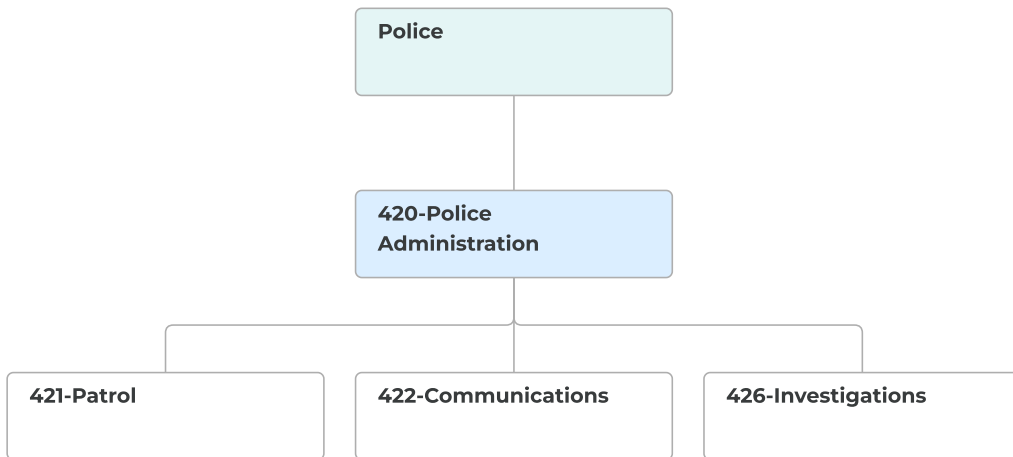 Police
420-Police
Administration
421-Patrol
422-Communications
426-Investigations